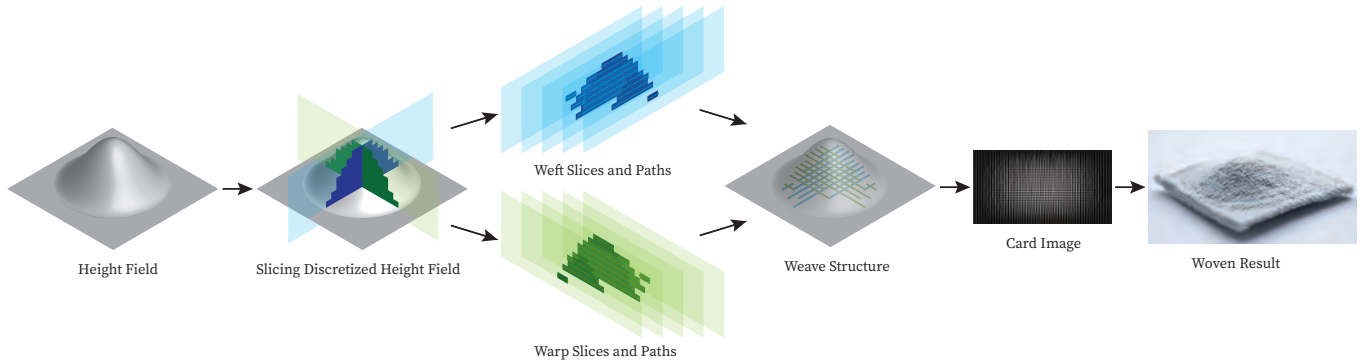 Height Field
Slicing Discretized Height Field
Weft Slices and Paths
Warp Slices and Paths
Weave Structure
Card Image
Woven Result